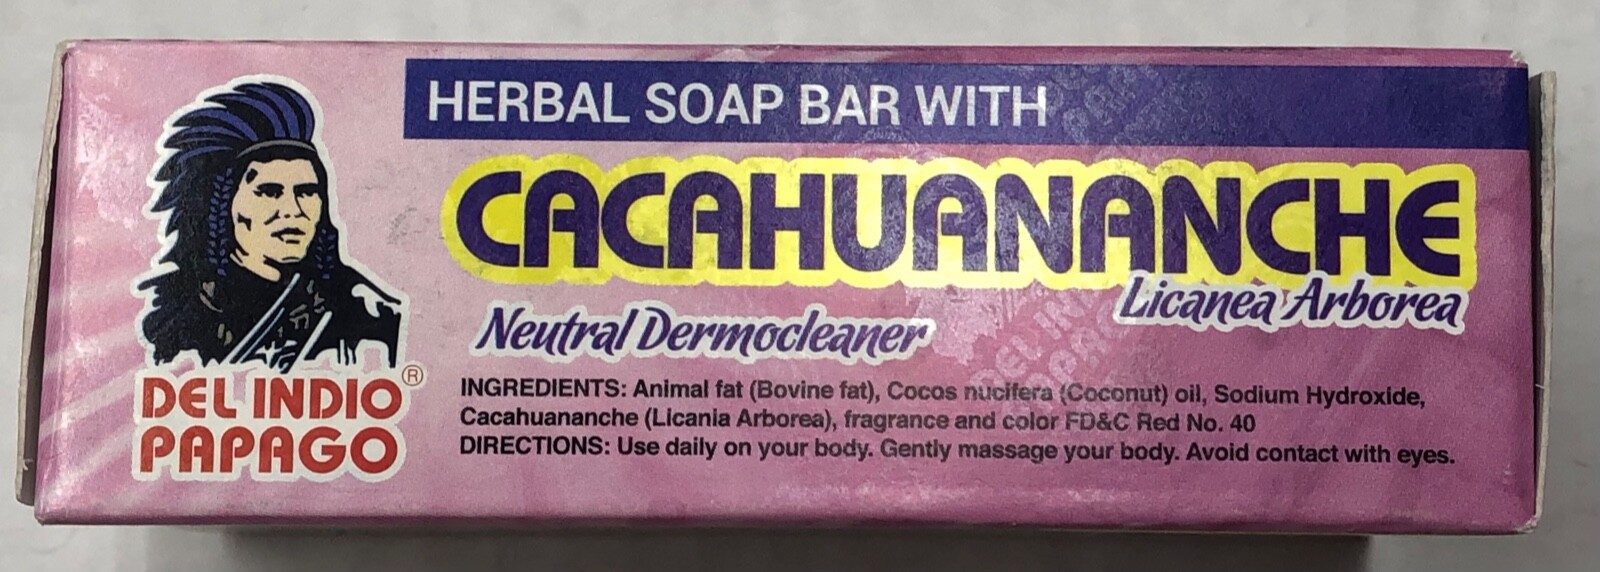 HERBAL SOAP BAR WITH
CACAHUANANCHE
Licanea Arborea
Neutral Dermocleaner
DEL INDIO ®
PAPAGO
INGREDIENTS: Animal fat (Bovine fat), Cocos nucifera (Coconut) oil, Sodium Hydroxide,
Cacahuananche (Licania Arborea), fragrance and color FD&C Red No. 40
DIRECTIONS: Use daily on your body. Gently massage your body. Avoid contact with eyes.